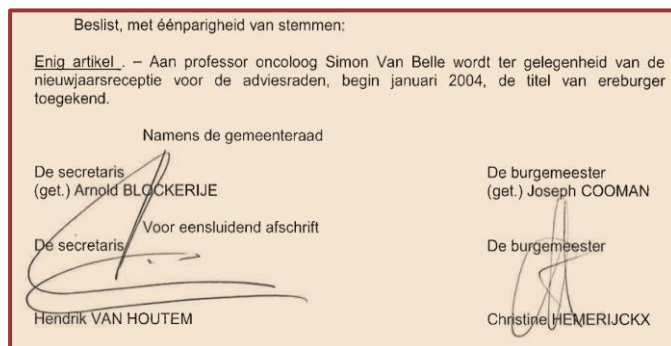 Beslist, met éénparigheid van stemmen:
Enig artikel . – Aan professor oncoloog Simon Van Belle wordt ter gelegenheid van de
nieuwjaarsreceptie voor de adviesraden, begin januari 2004, de titel van ereburger
toegekend.
Namens de gemeenteraad
De secretaris De burgemeester
(get.) Arnold BLOCKERIJE (get.) Joseph COOMAN
Voor eensluidend afschrift
De secretaris De burgemeester
Hendrik VAN HOUTEM Christine HEMERIJCKX